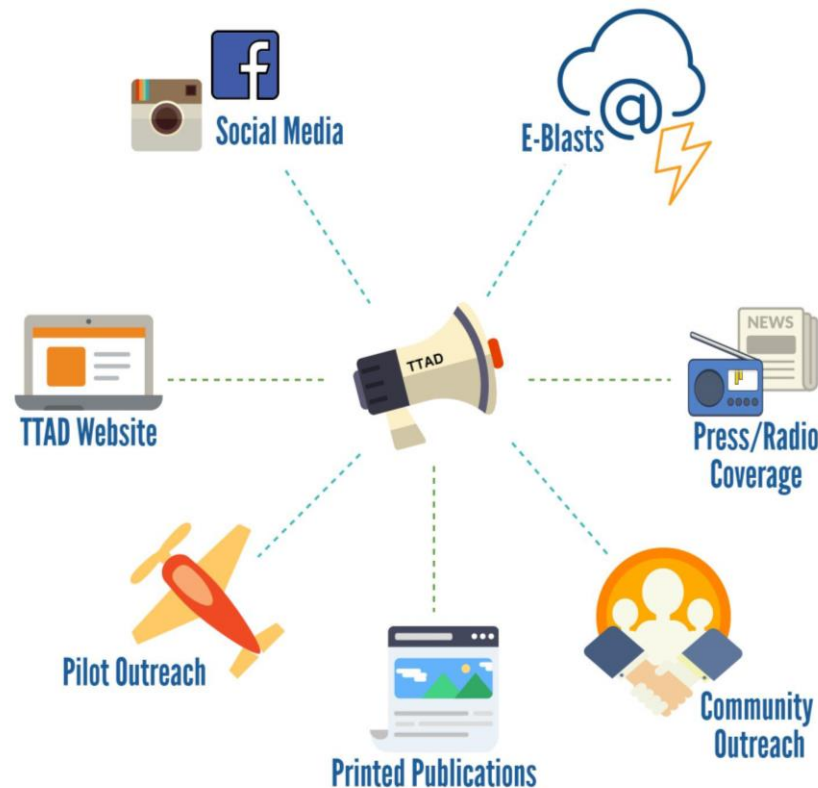 f
Social Media
@
E-Blasts
NEWS
TTAD
TTAD Website
Press/Radio
Coverage
Pilot Outreach
Community
Outreach
Printed Publications